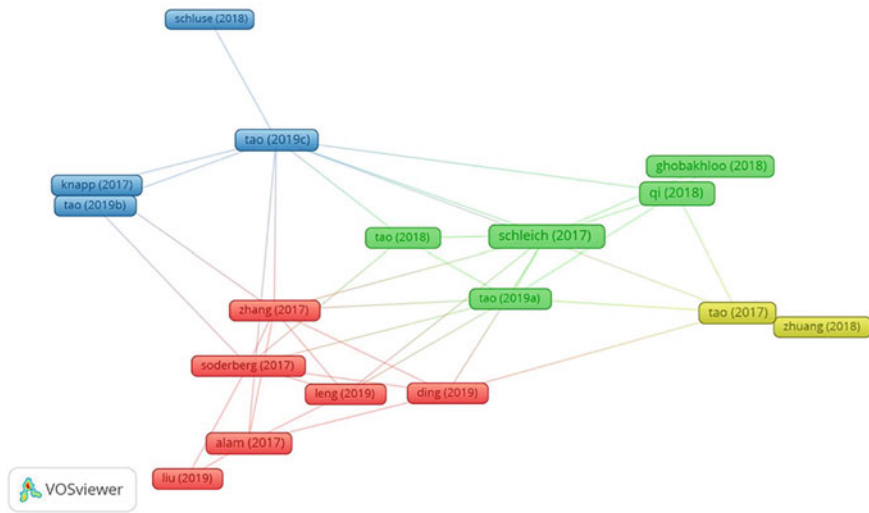 schluse (2018)
tao (2019c)
ghobakhloo (2018)
knapp (2017)
qi (2018)
tao (2019b)
tao (2018)
schleich (2017)
tao (2019a)
zhang (2017)
tao (2017)
zhuang (2018)
soderberg (2017)
leng (2019)
ding (2019)
alam (2017)
liu (2019)
VOSviewer